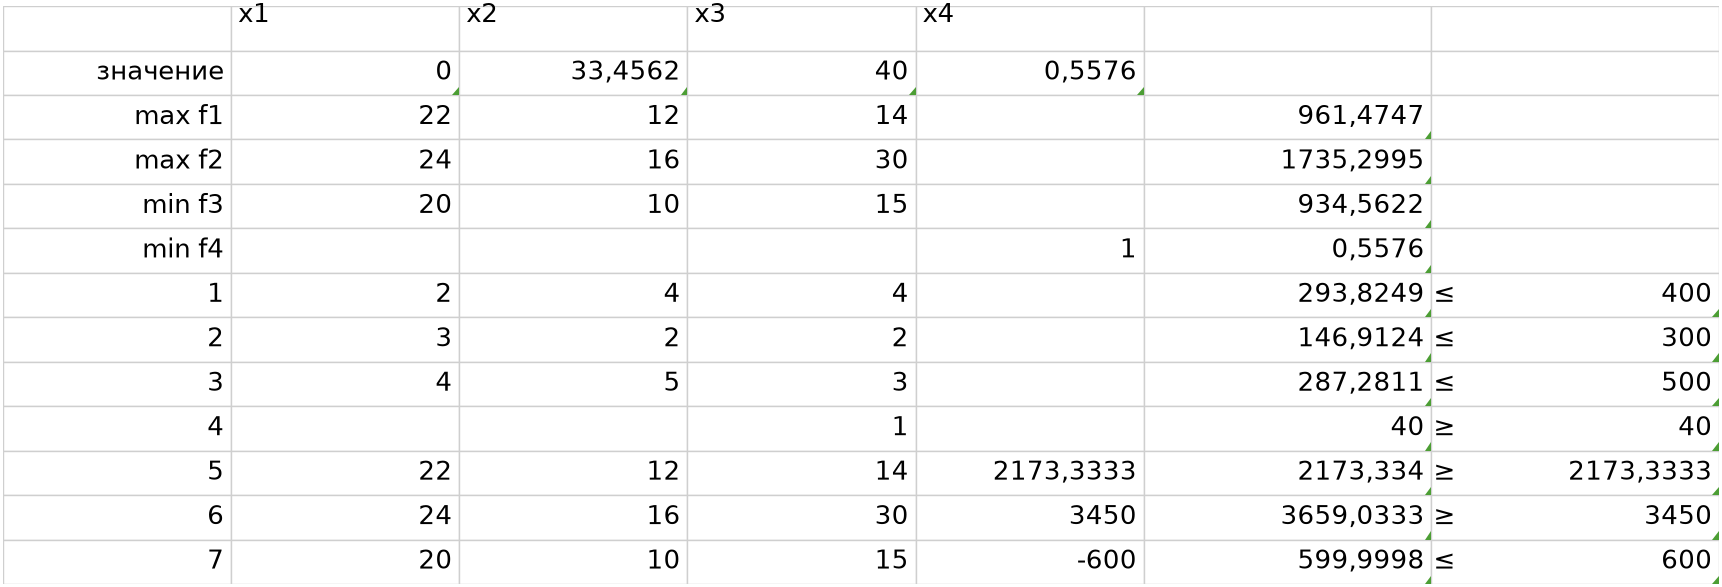 x1 x2 x3 x4
значение 0 33,4562 40 0,5576
max f1 22 12 14 961,4747
max f2 24 16 30 1735,2995
min f3 20 10 15 934,5622
min f4 1 0,5576
1 2 4 4 293,8249 ≤ 400
2 3 2 2 146,9124 ≤ 300
3 4 5 3 287,2811 ≤ 500
4 1 40 ≥ 40
5 22 12 14 2173,3333 2173,334 ≥ 2173,3333
6 24 16 30 3450 3659,0333 ≥ 3450
7 20 10 15 -600 599,9998 ≤ 600